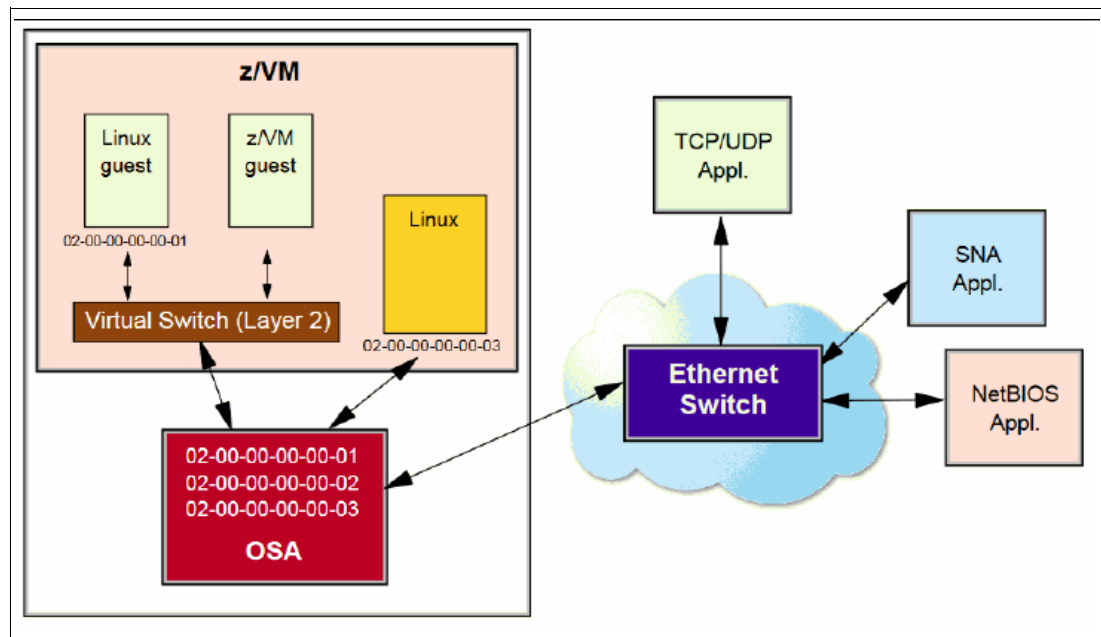 z/VM
Linux
guest
02-00-00-00-00-01
z/VM
guest
Linux
02-00-00-00-00-03
Virtual Switch (Layer 2)
02-00-00-00-00-01
02-00-00-00-00-02
02-00-00-00-00-03
OSA
TCP/UDP
Appl.
SNA
Appl.
Ethernet
Switch
NetBIOS
Appl.